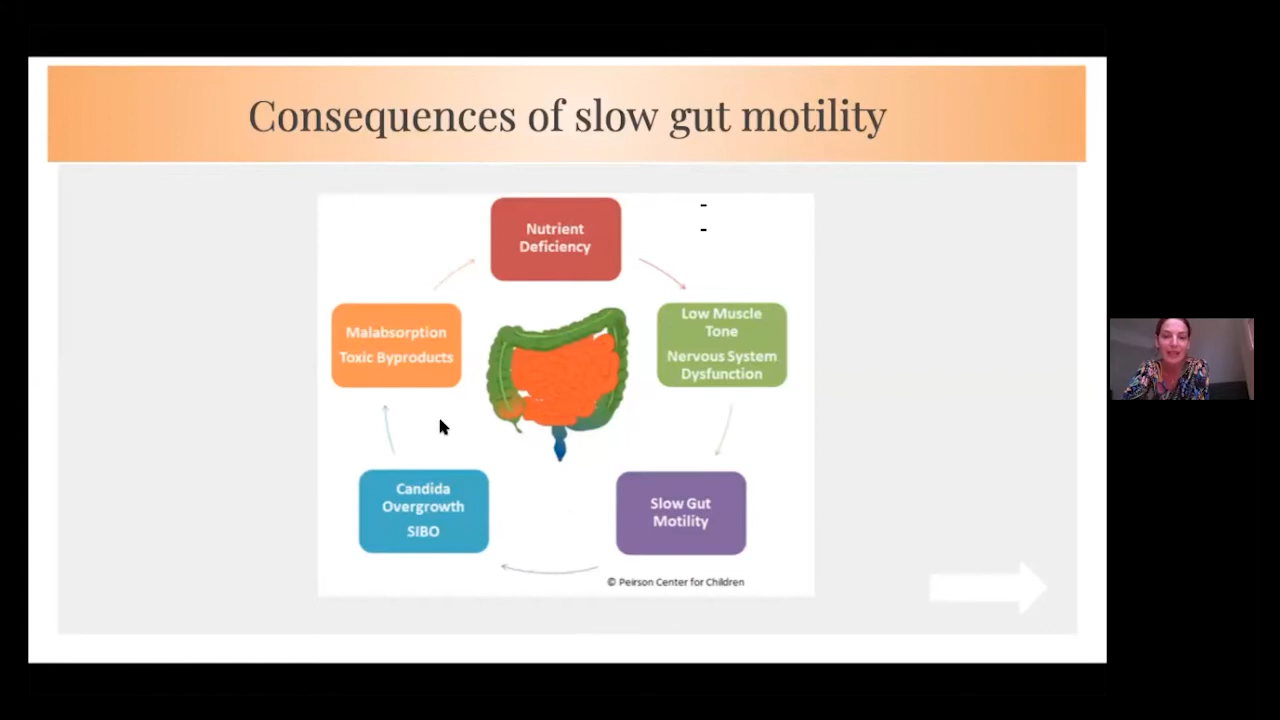 Consequences of slow gut motility
-
-
Nutrient
Deficiency
Low Muscle
Tone
Nervous System
Dysfunction
Slow Gut
Motility
Candida
Overgrowth
SIBO
Malabsorption
Toxic Byproducts
© Peirson Center for Children